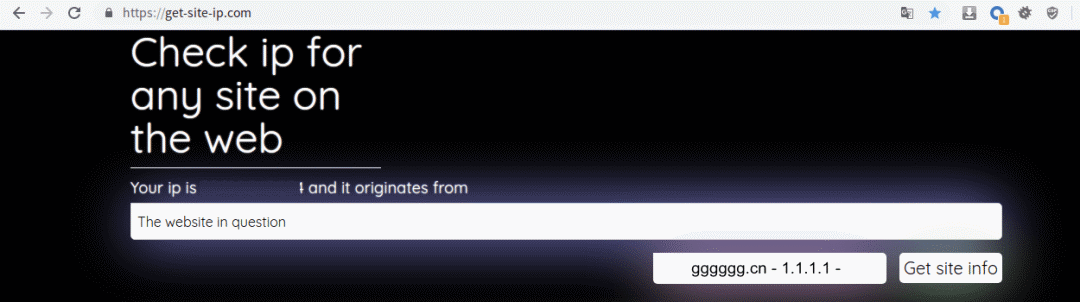 https://get-site-ip.com
Check ip for
any site on
the web
Your ip is and it originates from
The website in question
gggggg.cn - 1.1.1.1 -
Get site info